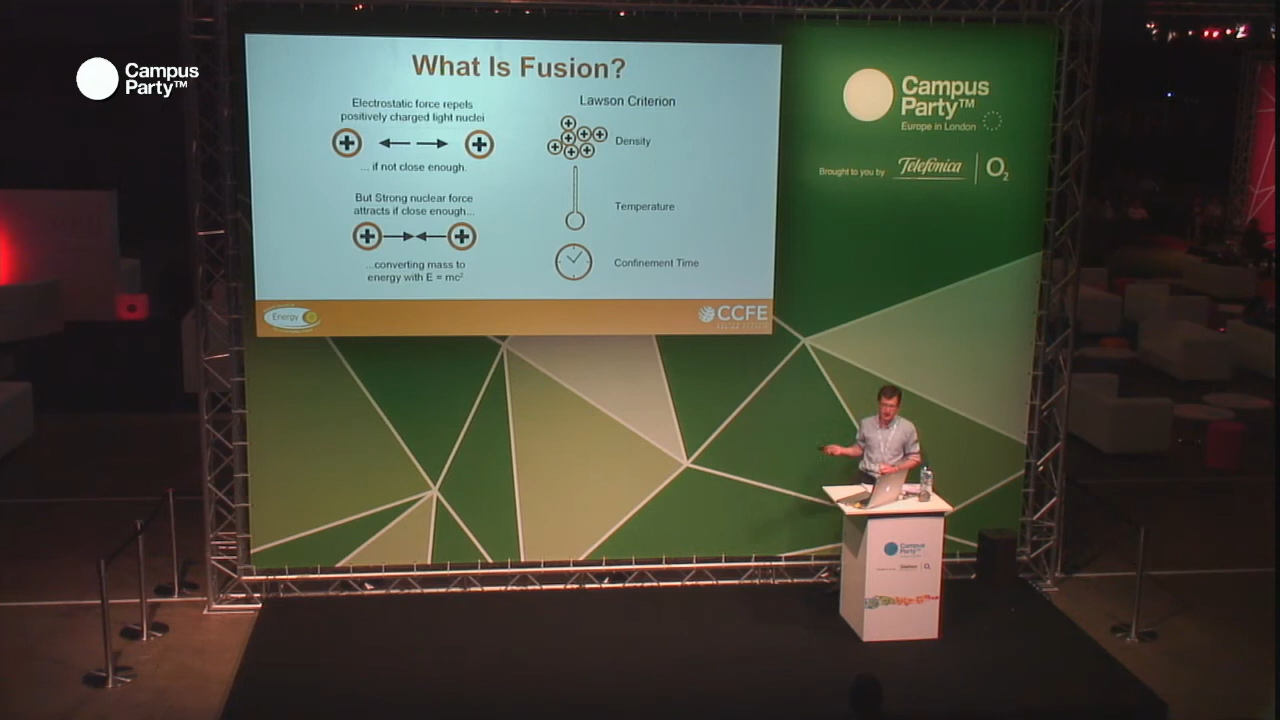 Campus
Party™
What Is Fusion?
Electrostatic force repels
positively charged light nuclei
... if not close enough.
But Strong nuclear force
attracts if close enough...
...converting mass to
energy with E = mc²
Lawson Criterion
Density
Temperature
Confinement Time
Energy
CCFE
Campus
Party™
Europe in London
Brought to you by Telefónica O₂
Campus
Party™